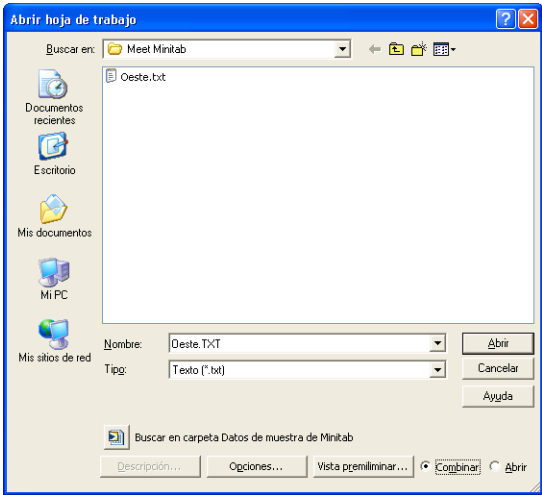 Abrir hoja de trabajo
Buscar en: Meet Minitab
Oeste.txt
Documentos recientes
Escritorio
Mis documentos
Mi PC
Mis sitios de red
Nombre: Oeste.TXT Abrir
Tipo: Texto (*.txt) Cancelar
Ayuda
Buscar en carpeta Datos de muestra de Minitab
Descripción... Opciones... Vista premiliminar... Combinar Abrir